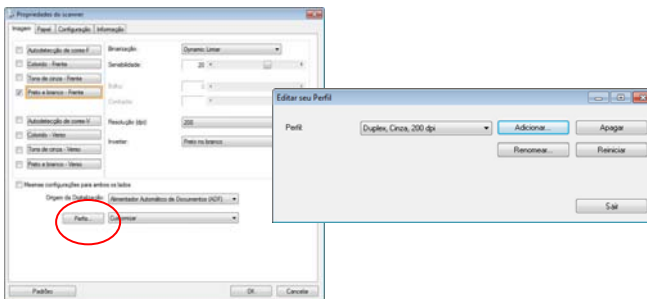 Propriedades do scanner
Imagem Papel Configuração Informação
Autodetecção de cores-F
Colorido - Frente
Tons de cinza - Frente
Preto e branco - Frente
Autodetecção de cores-V
Colorido - Verso
Tons de cinza - Verso
Preto e branco - Verso
Binarização: Dynamic Linear
Sensibilidade: 20
Brilho:
Contraste:
Resolução (dpi) 200
Inverter: Preto no branco
Mesmas configurações para ambos os lados
Origem da Digitalização: Alimentador Automático de Documentos (ADF)
Perfis... Customizar
Padrões OK Cancelar
Editar seu Perfil
Perfil: Duplex, Cinza, 200 dpi Adicionar... Apagar
Renomear... Reiniciar
Sair